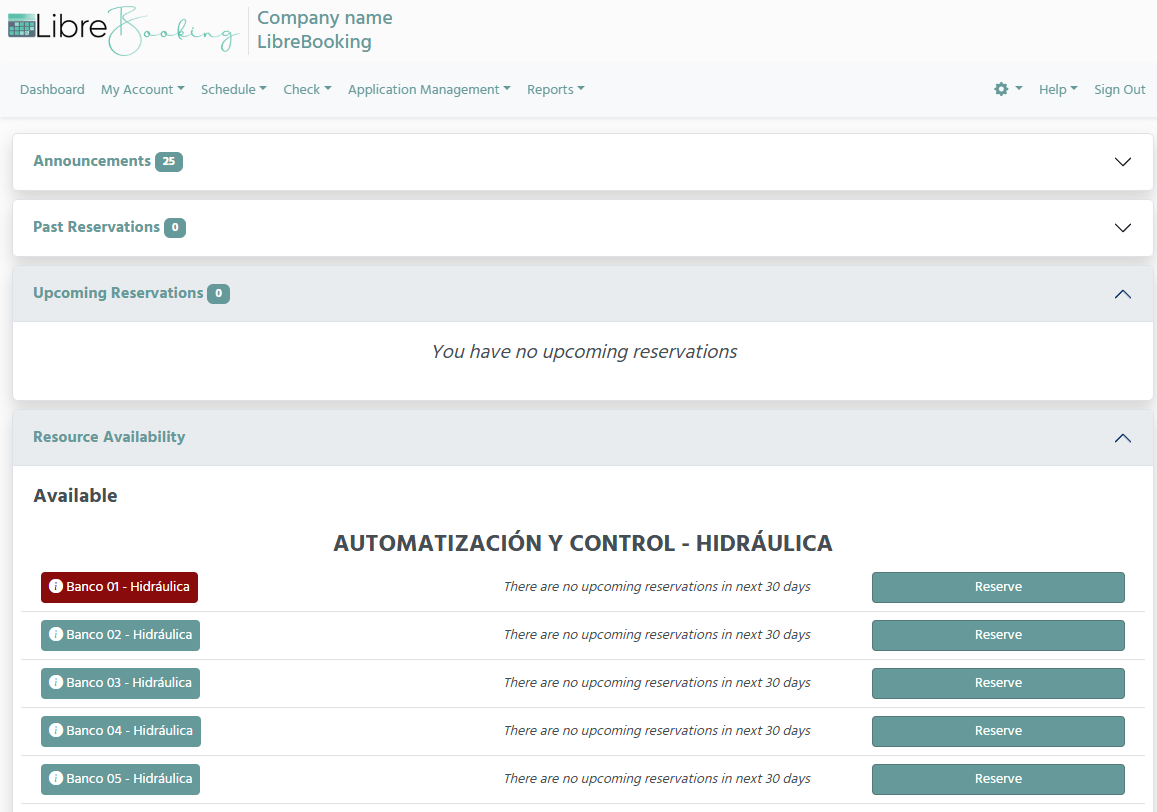 LibreBooking
Company name
LibreBooking
Dashboard My Account Schedule Check Application Management Reports Help Sign Out
Announcements 25
Past Reservations 0
Upcoming Reservations 0
You have no upcoming reservations
Resource Availability
Available
AUTOMATIZACIÓN Y CONTROL - HIDRÁULICA
Banco 01 - Hidráulica There are no upcoming reservations in next 30 days Reserve
Banco 02 - Hidráulica There are no upcoming reservations in next 30 days Reserve
Banco 03 - Hidráulica There are no upcoming reservations in next 30 days Reserve
Banco 04 - Hidráulica There are no upcoming reservations in next 30 days Reserve
Banco 05 - Hidráulica There are no upcoming reservations in next 30 days Reserve